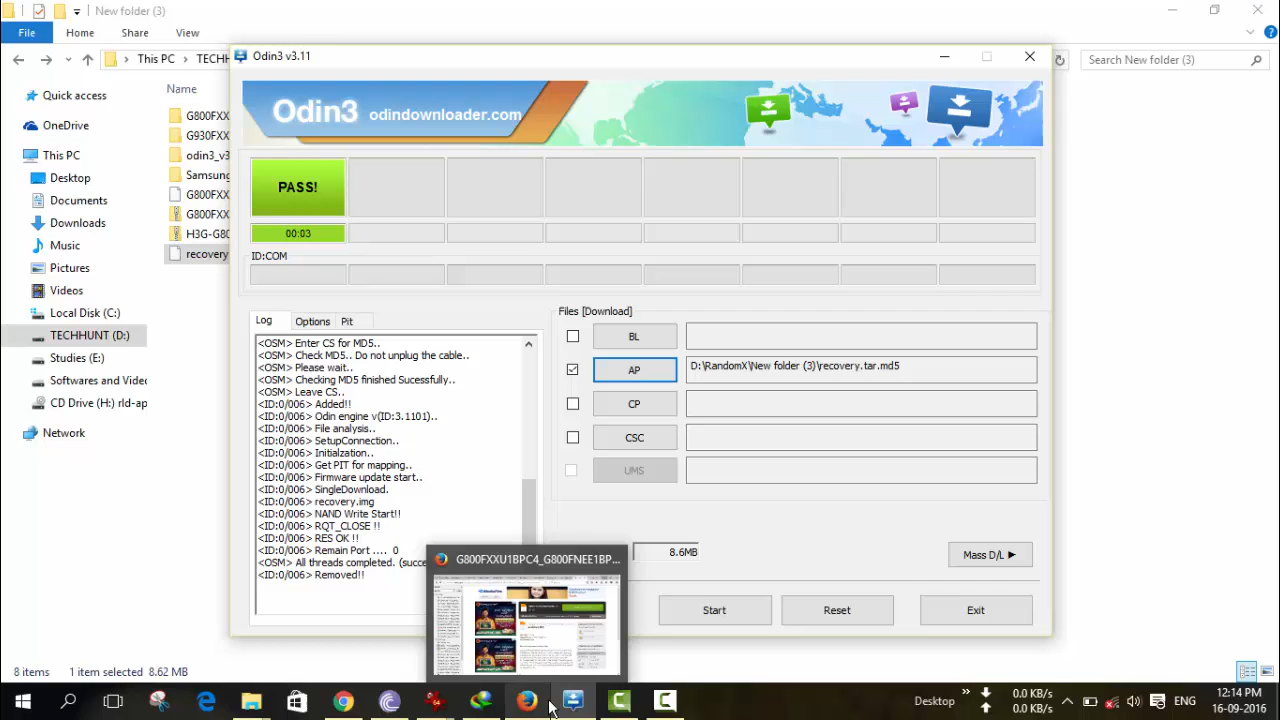 New folder (3)
File
Home
Share
View
This PC
TECHH
Search New folder (3)
Odin3 v3.11
Odin3
odindownloader.com
Name
Quick access
OneDrive
This PC
Desktop
Documents
Downloads
Music
Pictures
Videos
Local Disk (C:)
TECHHUNT (D:)
Studies (E:)
Softwares and Videc
CD Drive (H:) rld-ap
Network
G800FXX
G930FXX
odin3_v3
Samsung
G800FXX
G800FXX
H3G-G80
recovery
PASS!
00:03
ID:COM
Log
Options
Pit
<OSM> Enter CS for MD5..
<OSM> Check MD5.. Do not unplug the cable..
<OSM> Please wait..
<OSM> Checking MD5 finished Sucessfully..
<OSM> Leave CS..
<ID:0/006> Added!!
<ID:0/006> Odin engine v(ID:3.1101)..
<ID:0/006> File analysis..
<ID:0/006> SetupConnection..
<ID:0/006> Initialzation..
<ID:0/006> Get PIT for mapping..
<ID:0/006> Firmware update start..
<ID:0/006> SingleDownload.
<ID:0/006> recovery.img
<ID:0/006> NAND Write Start!!
<ID:0/006> RQT_CLOSE !!
<ID:0/006> RES OK !!
<ID:0/006> Remain Port .... 0
<OSM> All threads completed. (succe
<ID:0/006> Removed!!
Files [Download]
BL
AP
D:\RandomX\New folder (3)\recovery.tar.md5
CP
CSC
UMS
8.6MB
Mass D/L ▶
Start
Reset
Exit
G800FXXU1BPC4_G800FNEE1BP...
8 items
1 item selected 8.62 MB
Desktop
0.0 KB/s
0.0 KB/s
ENG
12:14 PM
16-09-2016